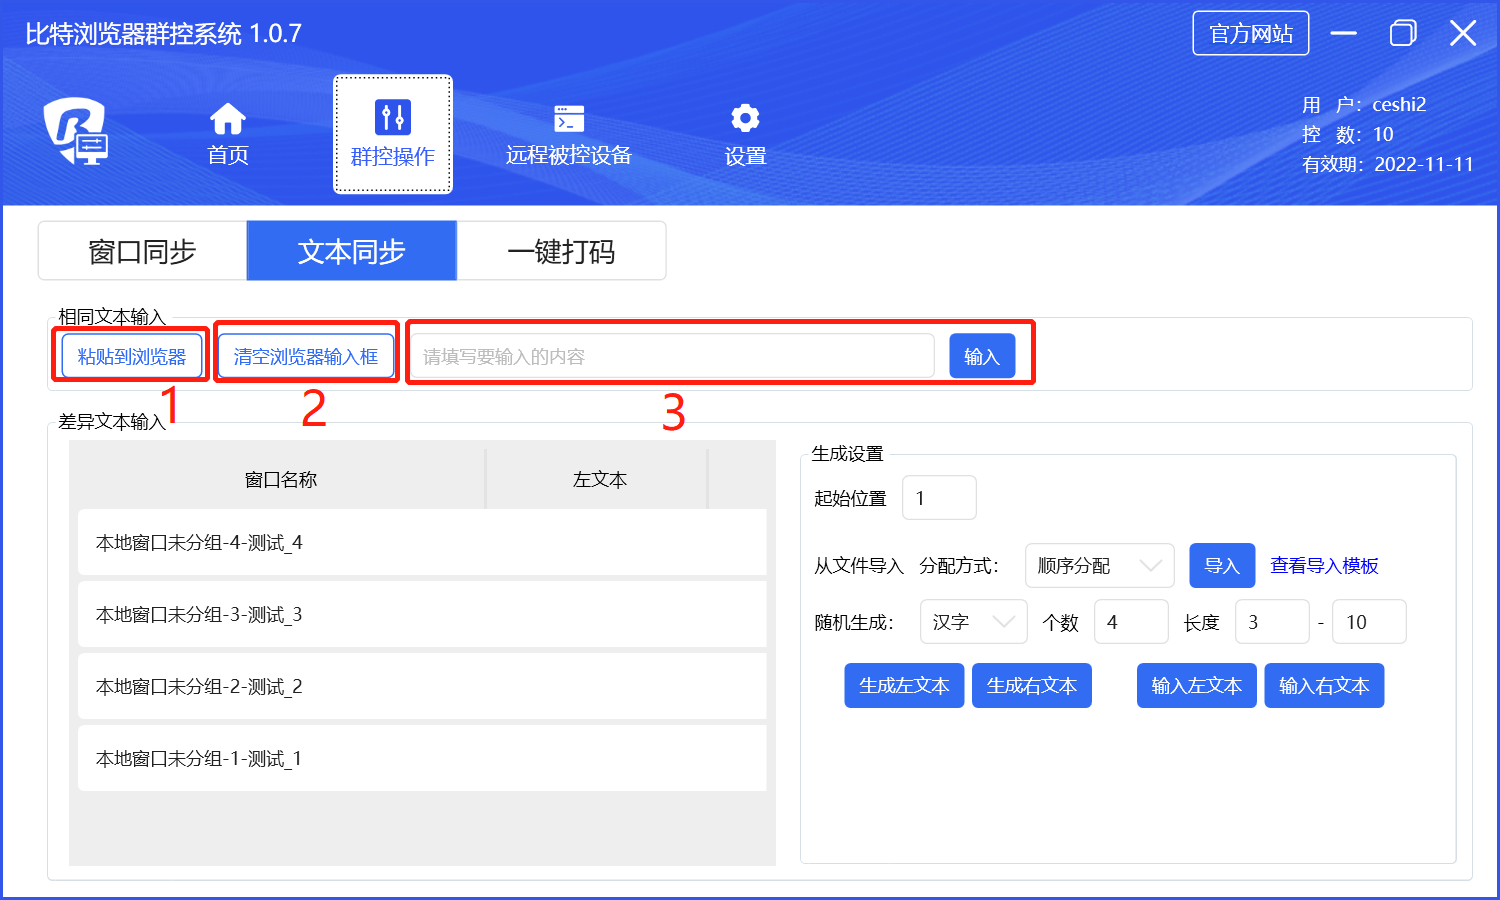 比特浏览器群控系统 1.0.7
官方网站
首页
群控操作
远程被控设备
设置
用 户：ceshi2
控 数：10
有效期：2022-11-11
窗口同步
文本同步
一键打码
相同文本输入
粘贴到浏览器
清空浏览器输入框
请填写要输入的内容
输入
1
2
3
差异文本输入
窗口名称
左文本
本地窗口未分组-4-测试_4
本地窗口未分组-3-测试_3
本地窗口未分组-2-测试_2
本地窗口未分组-1-测试_1
生成设置
起始位置 1
从文件导入 分配方式： 顺序分配 导入 查看导入模板
随机生成： 汉字 个数 4 长度 3 - 10
生成左文本 生成右文本 输入左文本 输入右文本